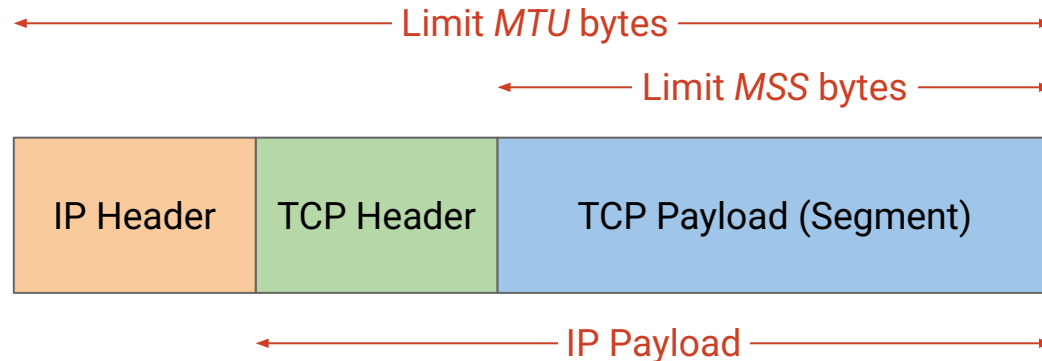 Limit MTU bytes
Limit MSS bytes
IP Header
TCP Header
TCP Payload (Segment)
IP Payload